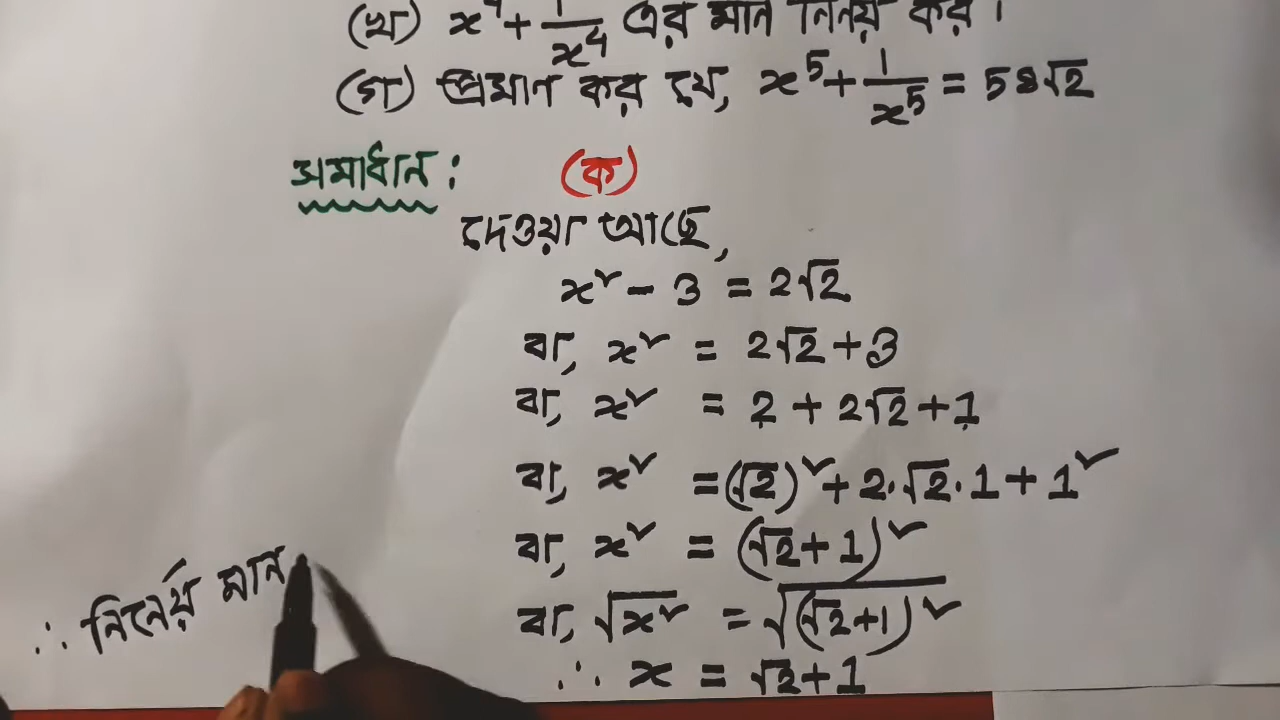 (খ) x⁴ + 1/x⁴ এর মান নির্নয় কর।
(গ) প্রমান কর যে, x⁵ + 1/x⁵ = 58√2
সমাধান : (ক)
দেওয়া আছে,
x² - 3 = 2√2
বা, x² = 2√2 + 3
বা, x² = 2 + 2√2 + 1
বা, x² = (√2)² + 2.√2.1 + 1²
বা, x² = (√2 + 1)²
বা, √x² = √(√2+1)²
∴ x = √2+1
∴ নির্নেয় মান